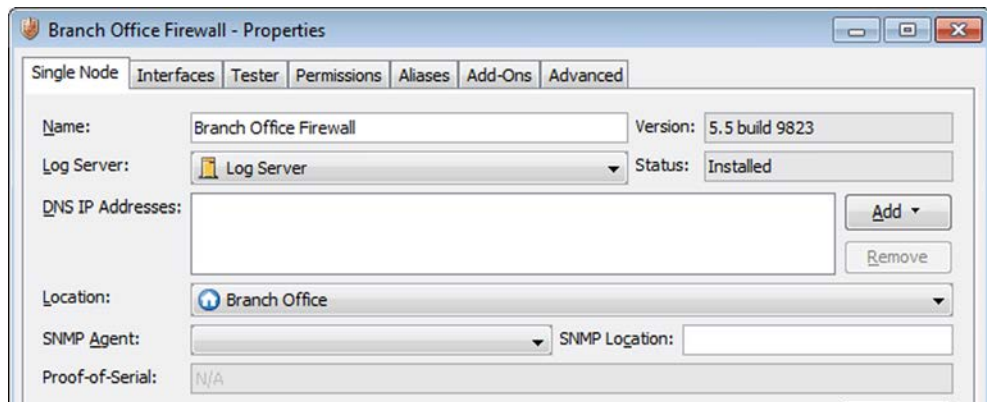 Branch Office Firewall - Properties
Single Node Interfaces Tester Permissions Aliases Add-Ons Advanced
Name: Branch Office Firewall Version: 5.5 build 9823
Log Server: Log Server Status: Installed
DNS IP Addresses: Add
Remove
Location: Branch Office
SNMP Agent: SNMP Location:
Proof-of-Serial: N/A